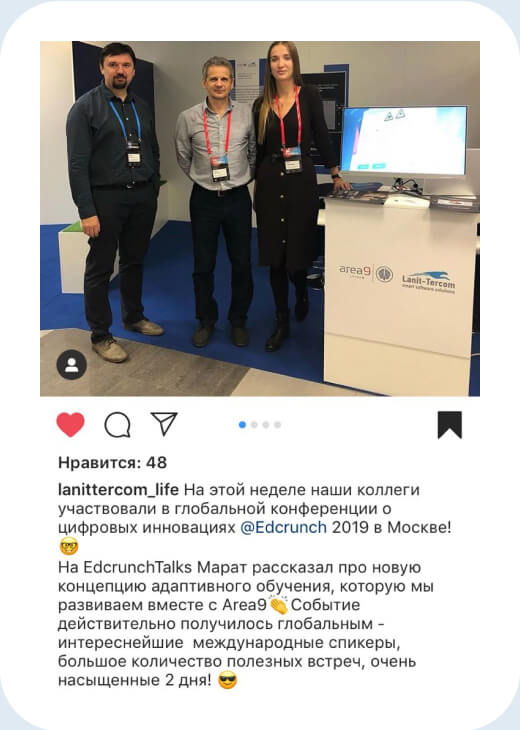 area9
Lanit-Tercom
smart software solutions
Нравится: 48
lanittercom_life На этой неделе наши коллеги
участвовали в глобальной конференции о
цифровых инновациях @Edcrunch 2019 в Москве!
🤓
На EdcrunchTalks Марат рассказал про новую
концепцию адаптивного обучения, которую мы
развиваем вместе с Area9👏Событие
действительно получилось глобальным -
интереснейшие международные спикеры,
большое количество полезных встреч, очень
насыщенные 2 дня! 😎